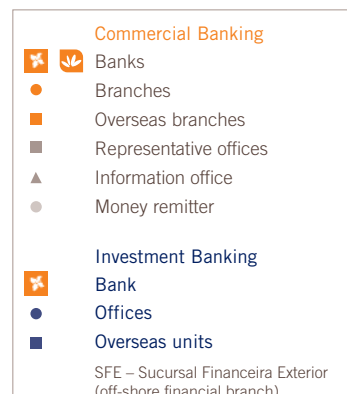 Commercial Banking
Banks
Branches
Overseas branches
Representative offices
Information office
Money remitter
Investment Banking
Bank
Offices
Overseas units
SFE – Sucursal Financeira Exterior
(off-shore financial branch)